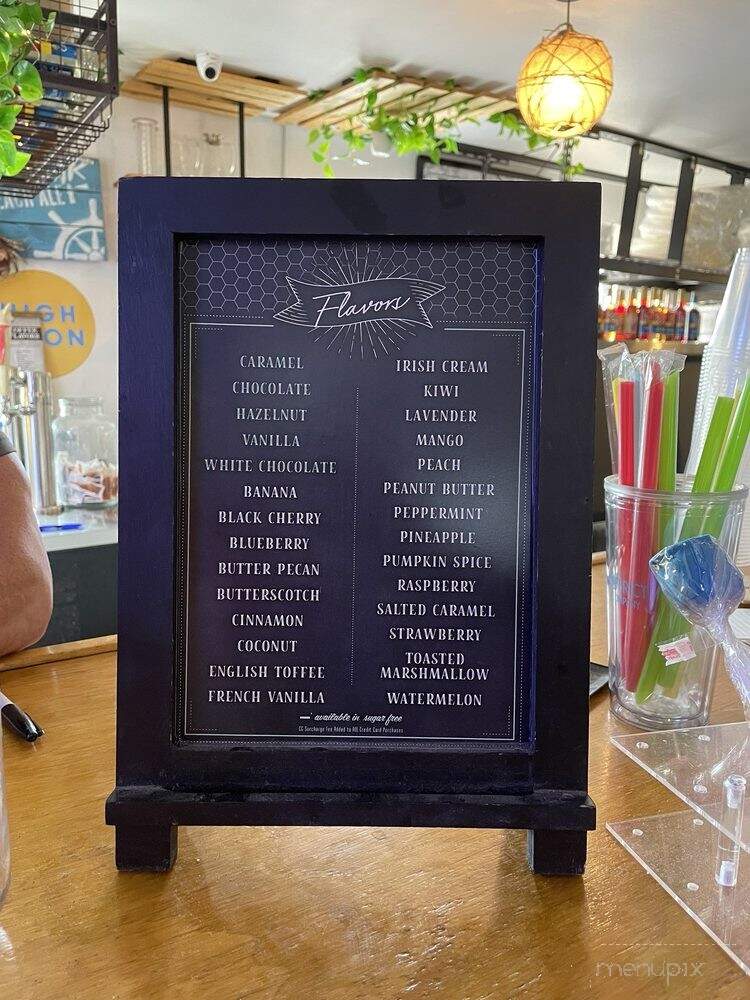 Flavors
CARAMEL
CHOCOLATE
HAZELNUT
VANILLA
WHITE CHOCOLATE
BANANA
BLACK CHERRY
BLUEBERRY
BUTTER PECAN
BUTTERSCOTCH
CINNAMON
COCONUT
ENGLISH TOFFEE
FRENCH VANILLA
IRISH CREAM
KIWI
LAVENDER
MANGO
PEACH
PEANUT BUTTER
PEPPERMINT
PINEAPPLE
PUMPKIN SPICE
RASPBERRY
SALTED CARAMEL
STRAWBERRY
TOASTED
MARSHMALLOW
WATERMELON
available in sugar free
CC Surcharge Fee Added to All Credit Card Purchases
ALE!
menupix